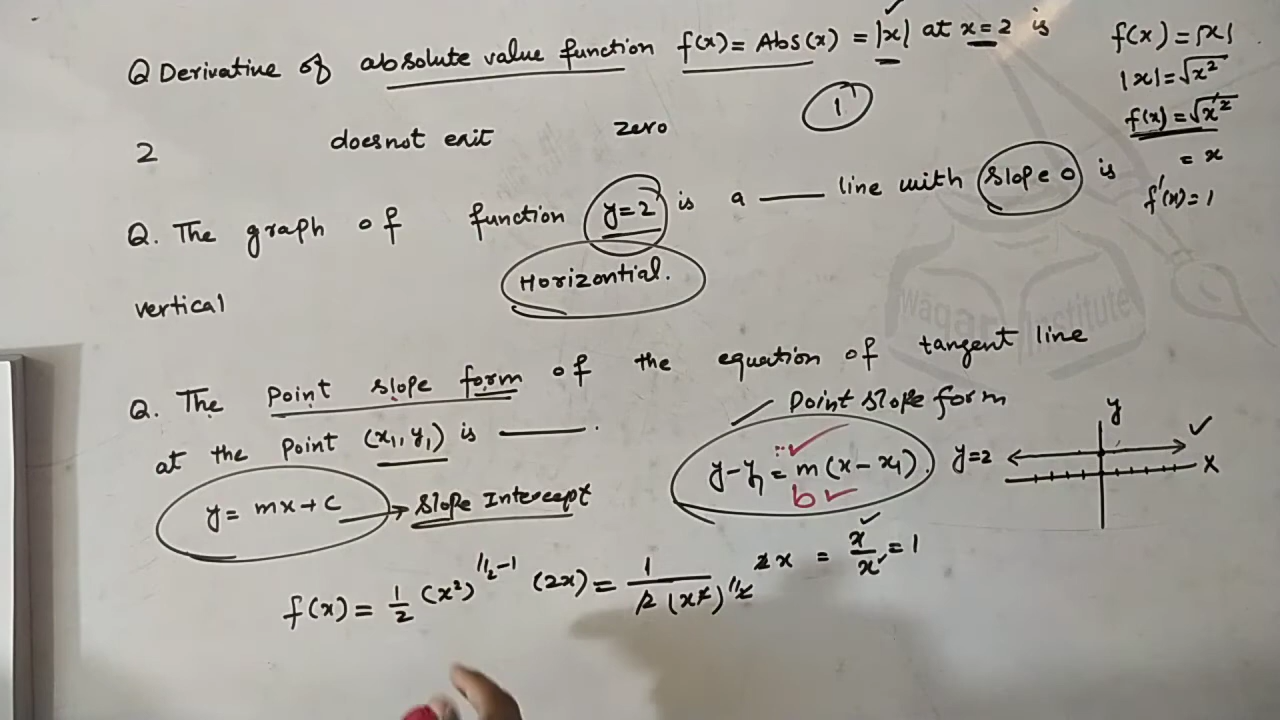 Q Derivative of absolute value function f(x) = Abs(x) = |x| at x=2 is
2 doesnot exit zero 1
f(x) = |x|
|x| = √x²
f(x) = √x²
= x
f'(x) = 1
Q. The graph of function y=2 is a ___ line with slope 0 is
vertical Horizontial.
Q. The Point slope form of the equation of tangent line
at the point (x₁, y₁) is ___.
Point slope form
y = mx + c → Slope Intercept
y - y₁ = m (x - x₁).
b
y=2
y
x
f(x) = 1/2 (x²)^(1/2-1) (2x) = 1/(2(x²)^(1/2)) 2x = x/x = 1
Waqar Institute